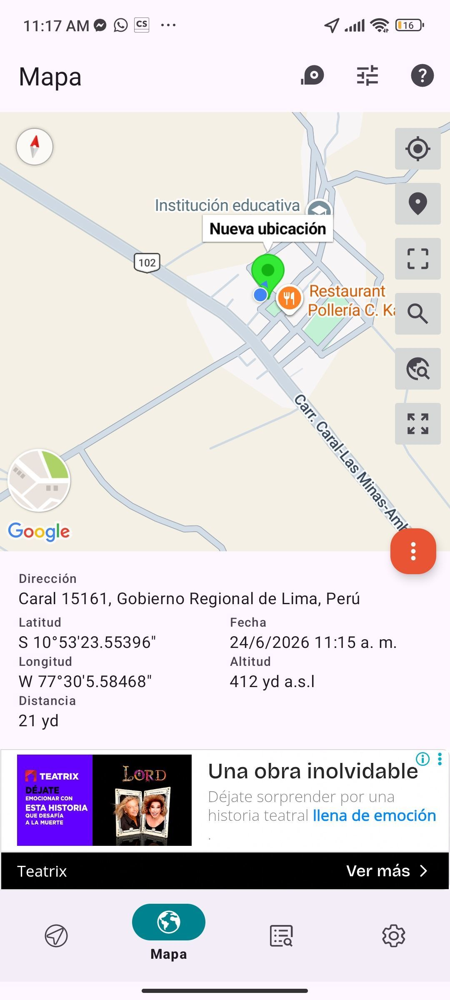 11:17 AM
CS
16
Mapa
?
Institución educativa
Nueva ubicación
102
Restaurant
Pollería C. Ka
Carr. Caral-Las Minas-Amb
Google
Dirección
Caral 15161, Gobierno Regional de Lima, Perú
Latitud
Fecha
S 10°53'23.55396"
24/6/2026 11:15 a. m.
Longitud
Altitud
W 77°30'5.58468"
412 yd a.s.l
Distancia
21 yd
TEATRIX
DÉJATE
EMOCIONAR CON
ESTA HISTORIA
QUE DESAFÍA
A LA MUERTE
LORD
Una obra inolvidable
Déjate sorprender por una
historia teatral llena de emoción
.
Teatrix
Ver más
Mapa